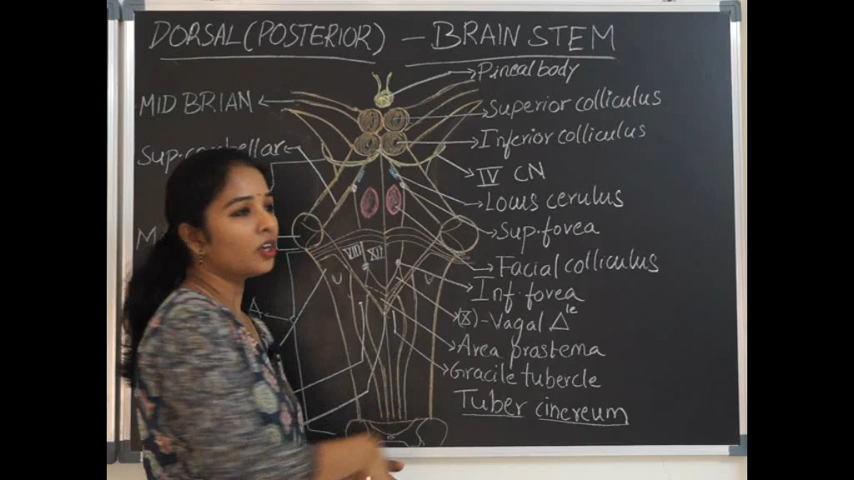 DORSAL (POSTERIOR) - BRAIN STEM
Pineal body
MID BRIAN
Superior colliculus
Inferior colliculus
Sup.
IV CN
Locus cerulus
Sup. fovea
VIII XII
Facial colliculus
Inf. fovea
(X)-Vagal Δle
Area prostema
Gracile tubercle
Tuber cinereum